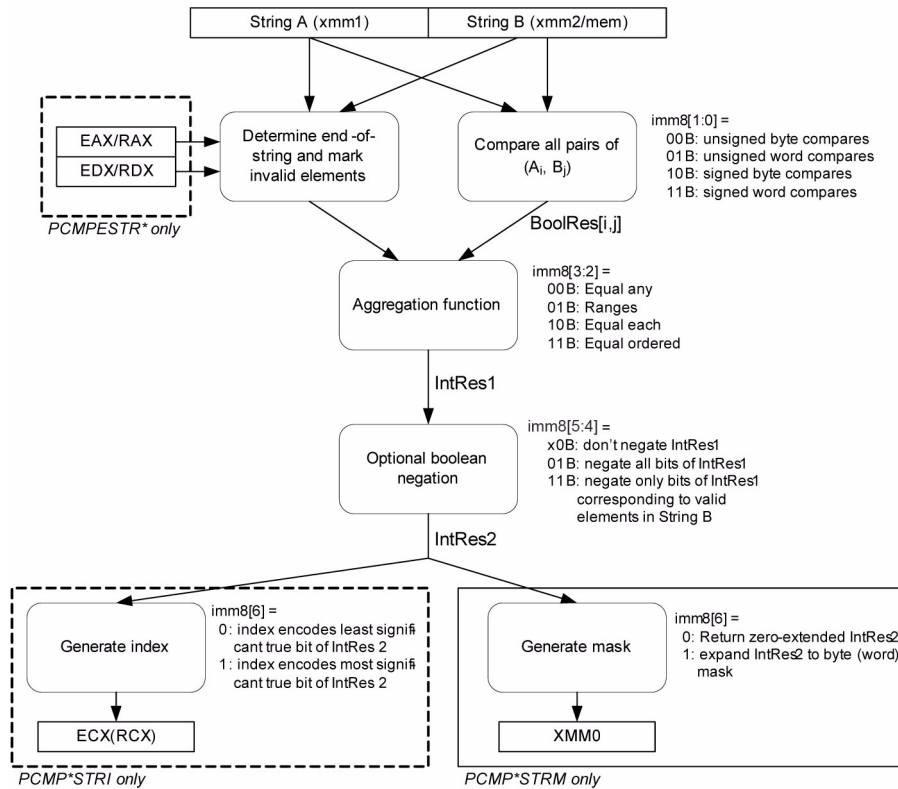 String A (xmm1)
String B (xmm2/mem)
EAX/RAX
EDX/RDX
PCMPESTR* only
Determine end-of-
string and mark
invalid elements
Compare all pairs of
(Ai, Bj)
imm8[1:0] =
00B: unsigned byte compares
01B: unsigned word compares
10B: signed byte compares
11B: signed word compares
BoolRes[i,j]
Aggregation function
imm8[3:2] =
00B: Equal any
01B: Ranges
10B: Equal each
11B: Equal ordered
IntRes1
Optional boolean
negation
imm8[5:4] =
x0B: don't negate IntRes1
01B: negate all bits of IntRes1
11B: negate only bits of IntRes1
corresponding to valid
elements in String B
IntRes2
Generate index
imm8[6] =
0: index encodes least signifi
cant true bit of IntRes 2
1: index encodes most signifi
cant true bit of IntRes 2
ECX(RCX)
PCMP*STRI only
Generate mask
imm8[6] =
0: Return zero-extended IntRes2
1: expand IntRes2 to byte (word)
mask
XMM0
PCMP*STRM only